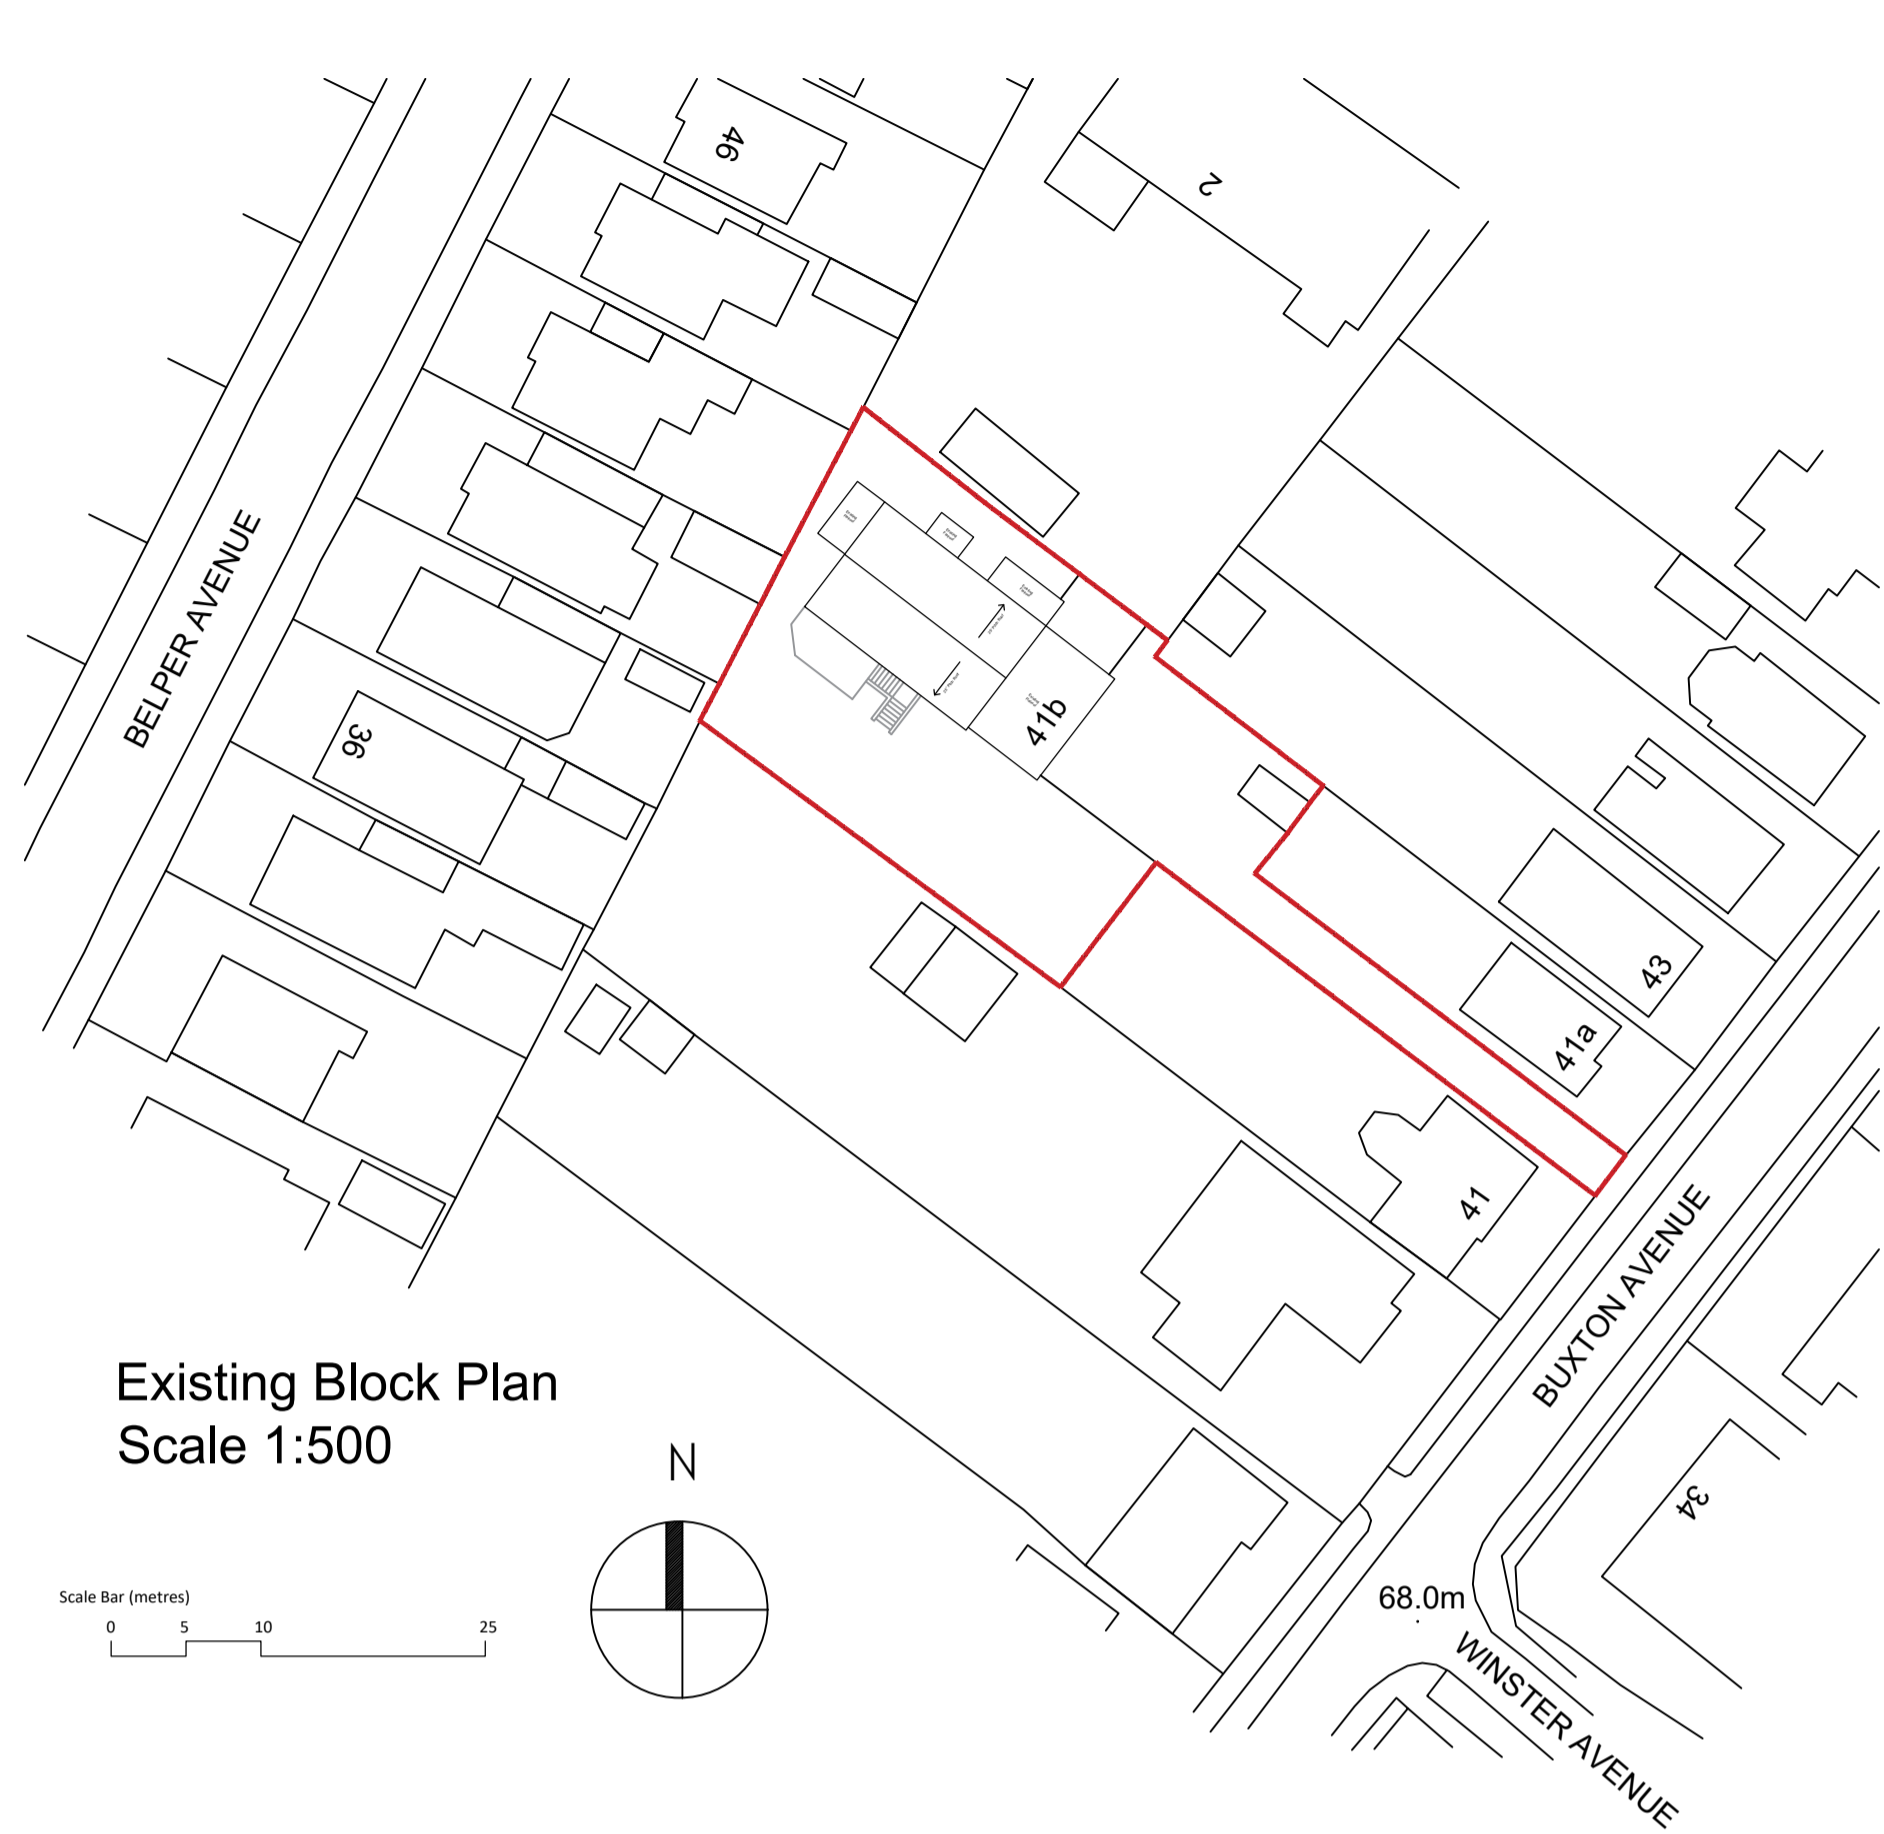 46
2
BELPER AVENUE
36
41b
43
41a
41
BUXTON AVENUE
Existing Block Plan
Scale 1:500
N
34
Scale Bar (metres)
0 5 10 25
68.0m
WINSTER AVENUE